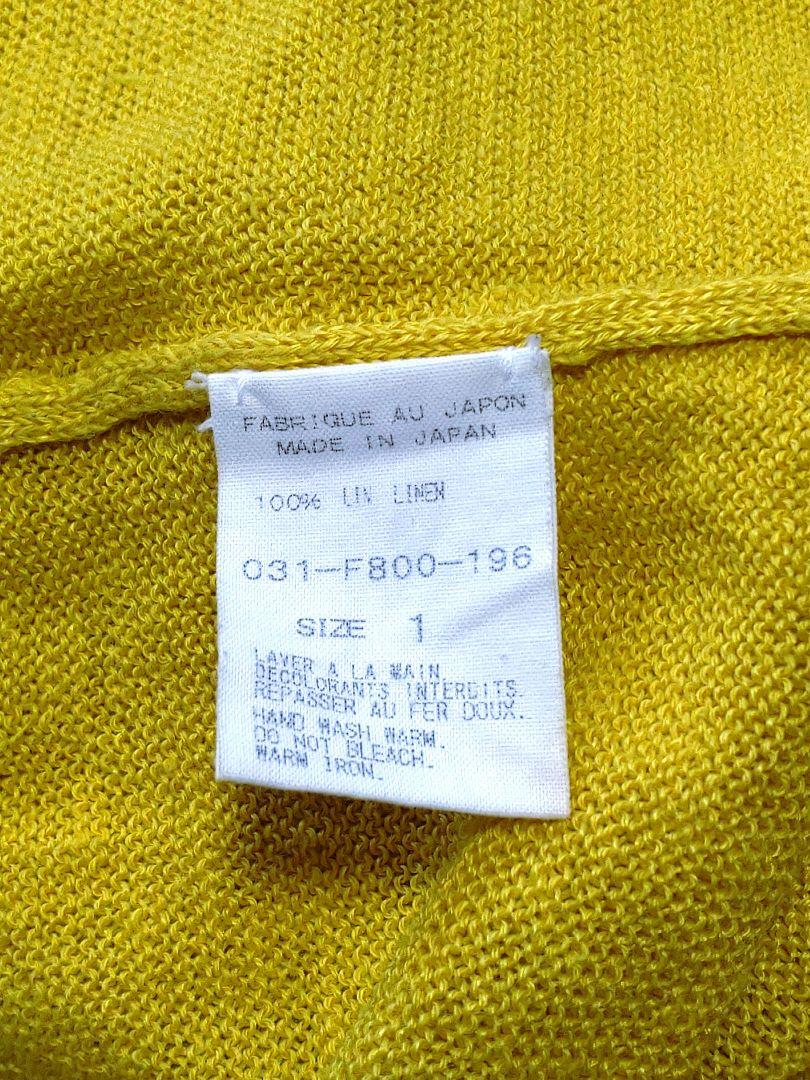 FABRIQUE AU JAPON
MADE IN JAPAN
100% LIN LINEN
031-F800-196
SIZE 1
LAVER A LA MAIN.
DECOLORANTS INTERDITS.
REPASSER AU FER DOUX.
HAND WASH WARM.
DO NOT BLEACH.
WARM IRON.